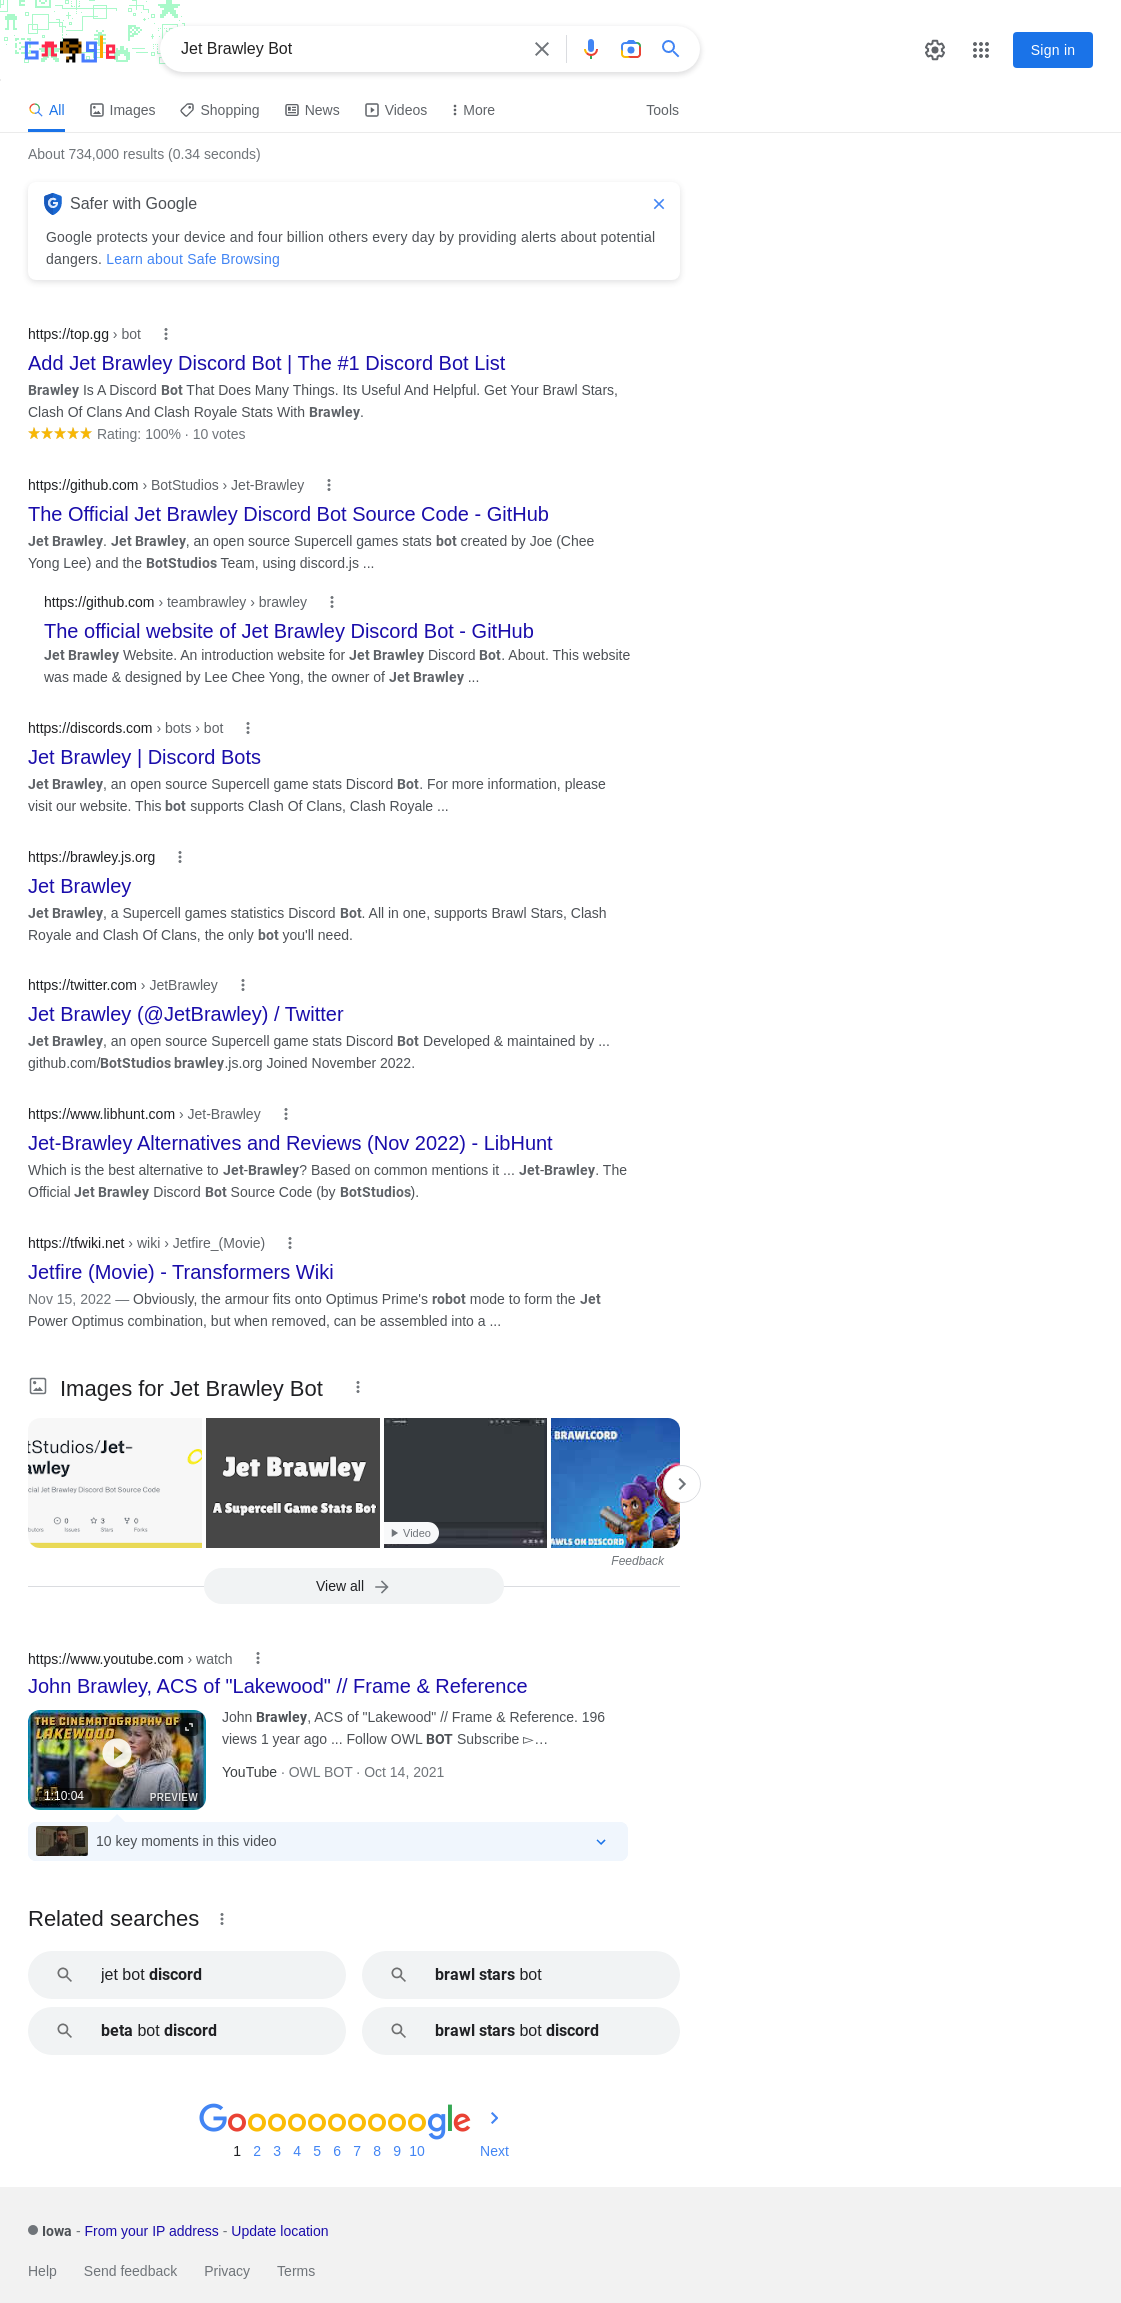 Google
Jet Brawley Bot
Sign in
All
Images
Shopping
News
Videos
More
Tools
About 734,000 results (0.34 seconds)
Safer with Google
Google protects your device and four billion others every day by providing alerts about potential
dangers. Learn about Safe Browsing
https://top.gg › bot
Add Jet Brawley Discord Bot | The #1 Discord Bot List
Brawley Is A Discord Bot That Does Many Things. Its Useful And Helpful. Get Your Brawl Stars,
Clash Of Clans And Clash Royale Stats With Brawley.
Rating: 100% · 10 votes
https://github.com › BotStudios › Jet-Brawley
The Official Jet Brawley Discord Bot Source Code - GitHub
Jet Brawley. Jet Brawley, an open source Supercell games stats bot created by Joe (Chee
Yong Lee) and the BotStudios Team, using discord.js ...
https://github.com › teambrawley › brawley
The official website of Jet Brawley Discord Bot - GitHub
Jet Brawley Website. An introduction website for Jet Brawley Discord Bot. About. This website
was made & designed by Lee Chee Yong, the owner of Jet Brawley ...
https://discords.com › bots › bot
Jet Brawley | Discord Bots
Jet Brawley, an open source Supercell game stats Discord Bot. For more information, please
visit our website. This bot supports Clash Of Clans, Clash Royale ...
https://brawley.js.org
Jet Brawley
Jet Brawley, a Supercell games statistics Discord Bot. All in one, supports Brawl Stars, Clash
Royale and Clash Of Clans, the only bot you'll need.
https://twitter.com › JetBrawley
Jet Brawley (@JetBrawley) / Twitter
Jet Brawley, an open source Supercell game stats Discord Bot Developed & maintained by ...
github.com/BotStudios brawley.js.org Joined November 2022.
https://www.libhunt.com › Jet-Brawley
Jet-Brawley Alternatives and Reviews (Nov 2022) - LibHunt
Which is the best alternative to Jet-Brawley? Based on common mentions it ... Jet-Brawley. The
Official Jet Brawley Discord Bot Source Code (by BotStudios).
https://tfwiki.net › wiki › Jetfire_(Movie)
Jetfire (Movie) - Transformers Wiki
Nov 15, 2022 — Obviously, the armour fits onto Optimus Prime's robot mode to form the Jet
Power Optimus combination, but when removed, can be assembled into a ...
Images for Jet Brawley Bot
tStudios/Jet-
awley
cial Jet Brawley Discord Bot Source Code
0 3 0
butors Issues Stars Forks
Jet Brawley
A Supercell Game Stats Bot
Video
BRAWLCORD
AWLS ON DISCORD
Feedback
View all
https://www.youtube.com › watch
John Brawley, ACS of "Lakewood" // Frame & Reference
THE CINEMATOGRAPHY OF
LAKEWOOD
1:10:04
PREVIEW
John Brawley, ACS of "Lakewood" // Frame & Reference. 196
views 1 year ago ... Follow OWL BOT Subscribe ▻…
YouTube · OWL BOT · Oct 14, 2021
10 key moments in this video
Related searches
jet bot discord
brawl stars bot
beta bot discord
brawl stars bot discord
Goooooooooogle
1 2 3 4 5 6 7 8 9 10 Next
Iowa - From your IP address - Update location
Help
Send feedback
Privacy
Terms